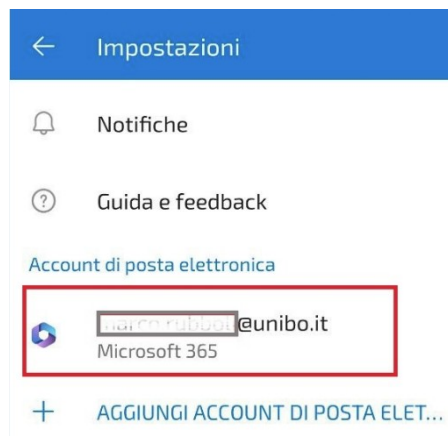 Impostazioni
Notifiche
Guida e feedback
Account di posta elettronica
@unibo.it
Microsoft 365
AGGIUNGI ACCOUNT DI POSTA ELET...